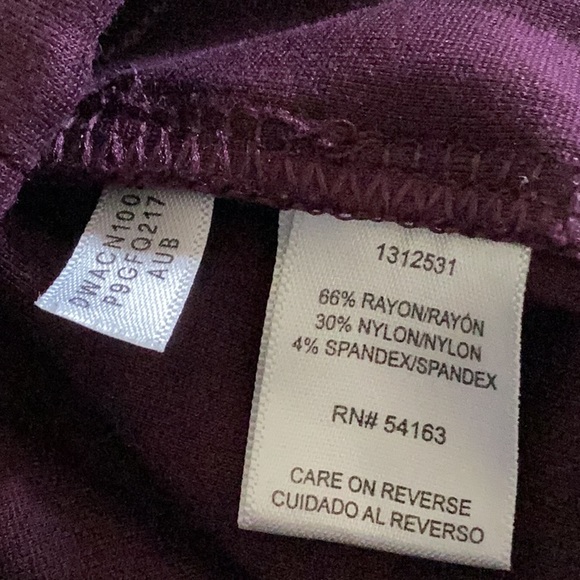 DWACN100
P9GFQ217
AUB
1312531
66% RAYON/RAYÓN
30% NYLON/NYLON
4% SPANDEX/SPANDEX
RN# 54163
CARE ON REVERSE
CUIDADO AL REVERSO